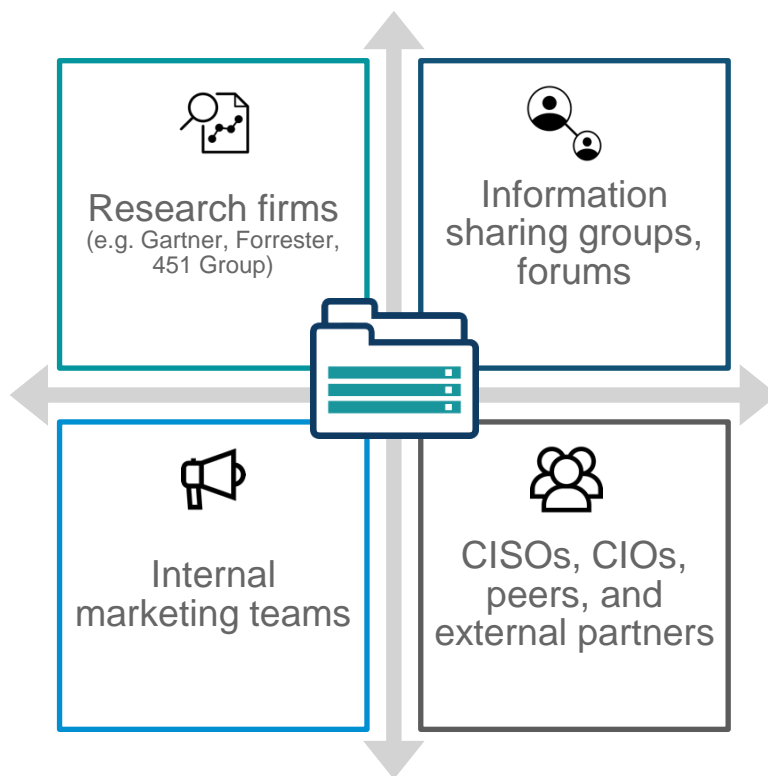 Research firms
(e.g. Gartner, Forrester,
451 Group)
Information
sharing groups,
forums
Internal
marketing teams
CISOs, CIOs,
peers, and
external partners